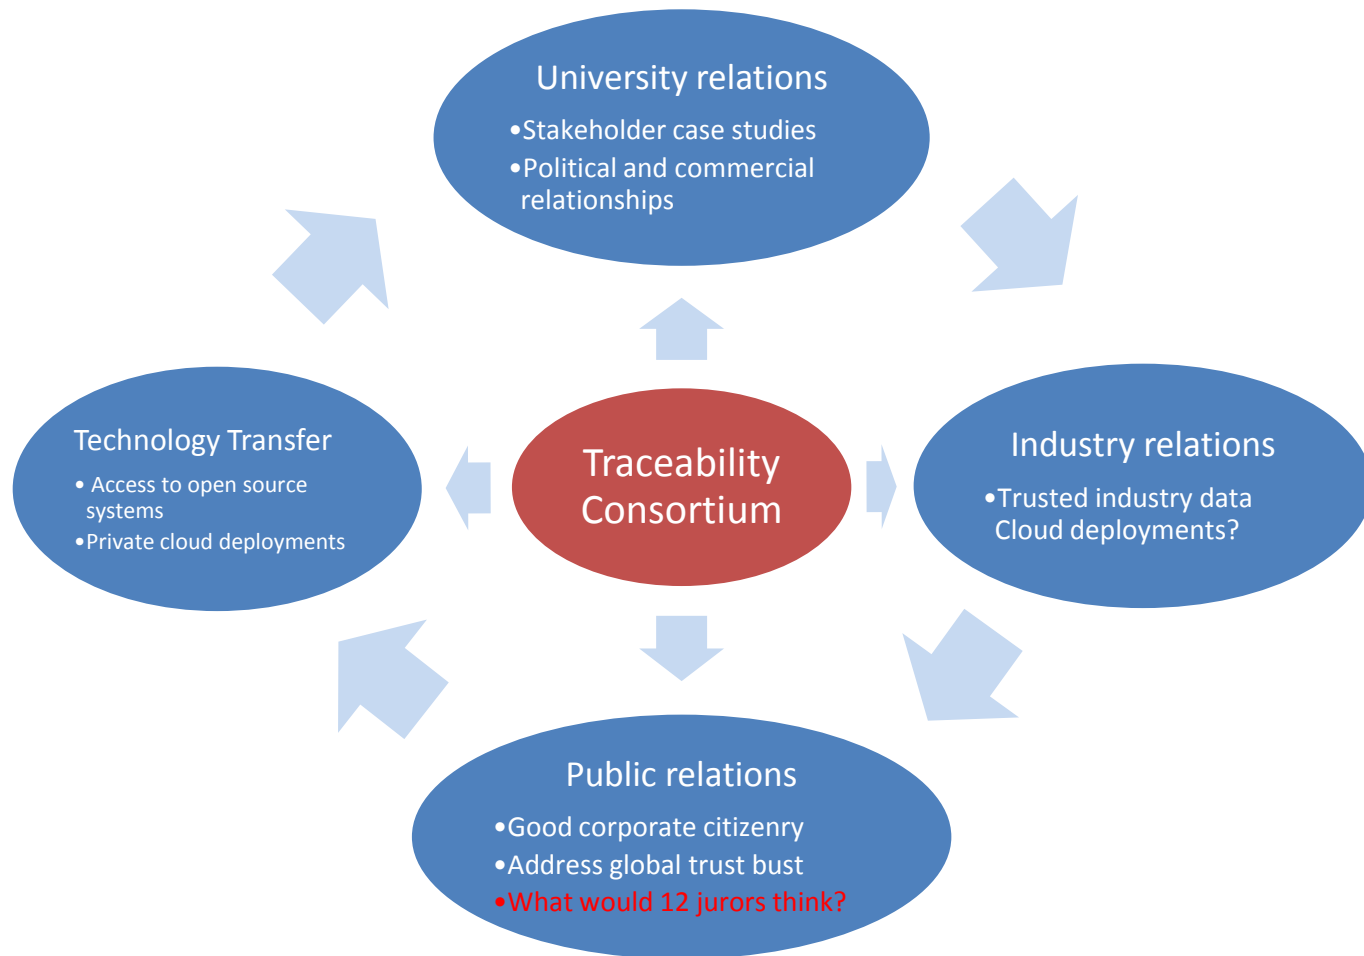 University relations
•Stakeholder case studies
•Political and commercial
relationships
Technology Transfer
• Access to open source
systems
•Private cloud deployments
Traceability
Consortium
Industry relations
•Trusted industry data
Cloud deployments?
Public relations
•Good corporate citizenry
•Address global trust bust
•What would 12 jurors think?